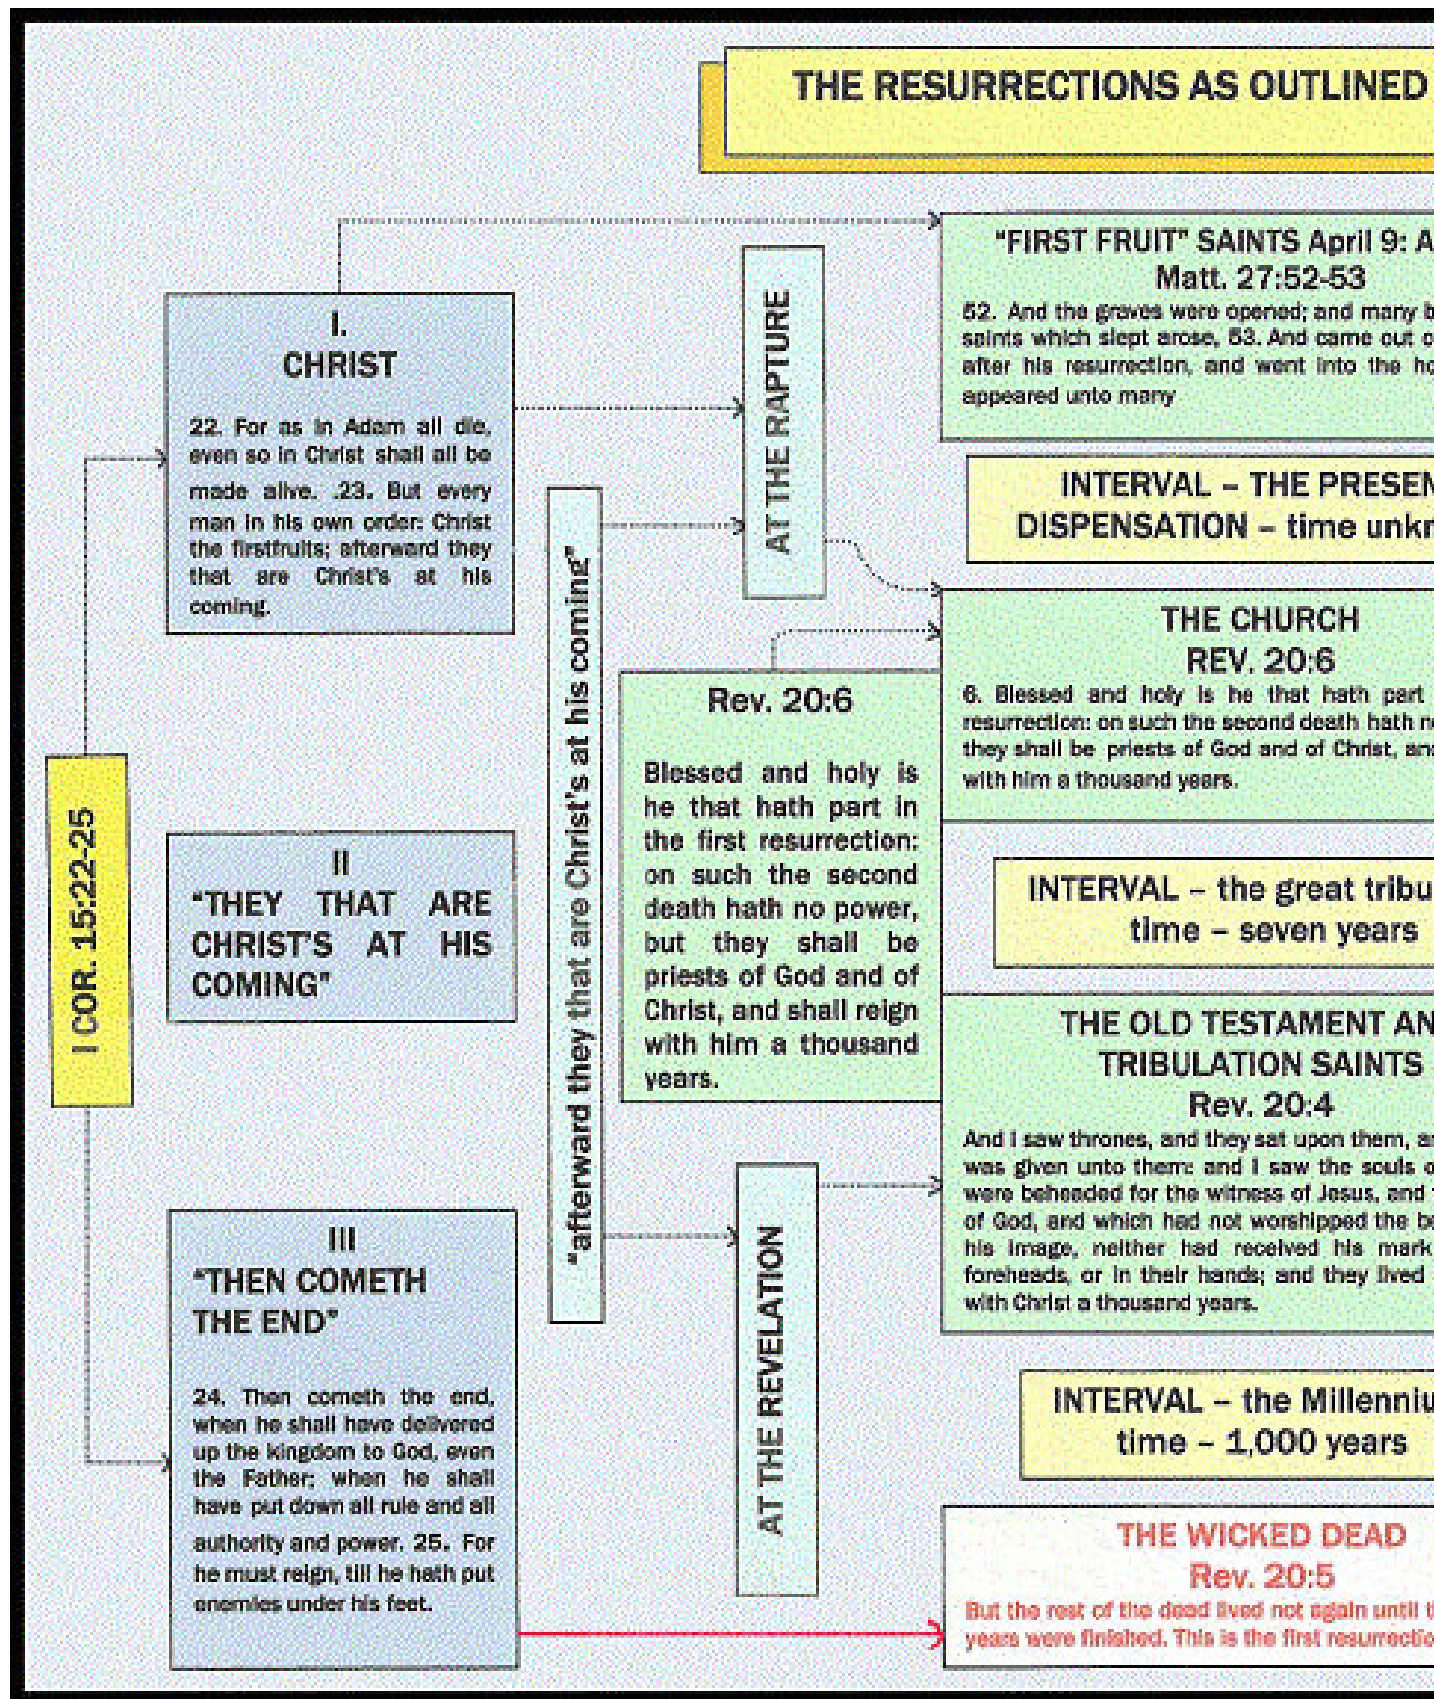 THE RESURRECTIONS AS OUTLINED
I COR. 15:22-25
I.
CHRIST
22. For as in Adam all die,
even so in Christ shall all be
made alive. .23. But every
man in his own order: Christ
the firstfruits; afterward they
that are Christ's at his
coming.
II
"THEY THAT ARE
CHRIST'S AT HIS
COMING"
III
"THEN COMETH
THE END"
24. Then cometh the end,
when he shall have delivered
up the kingdom to God, even
the Father; when he shall
have put down all rule and all
authority and power. 25. For
he must reign, till he hath put
enemies under his feet.
"afterward they that are Christ's at his coming"
AT THE RAPTURE
Rev. 20:6
Blessed and holy is
he that hath part in
the first resurrection:
on such the second
death hath no power,
but they shall be
priests of God and of
Christ, and shall reign
with him a thousand
years.
AT THE REVELATION
"FIRST FRUIT" SAINTS April 9: A
Matt. 27:52-53
52. And the graves were opened; and many b
saints which slept arose, 53. And came out o
after his resurrection, and went into the ho
appeared unto many
INTERVAL – THE PRESEN
DISPENSATION – time unkn
THE CHURCH
REV. 20:6
6. Blessed and holy is he that hath part
resurrection: on such the second death hath no
they shall be priests of God and of Christ, and
with him a thousand years.
INTERVAL – the great tribu
time – seven years
THE OLD TESTAMENT AN
TRIBULATION SAINTS
Rev. 20:4
And I saw thrones, and they sat upon them, an
was given unto them: and I saw the souls o
were beheaded for the witness of Jesus, and
of God, and which had not worshipped the be
his image, neither had received his mark
foreheads, or in their hands; and they lived
with Christ a thousand years.
INTERVAL – the Millenniu
time – 1,000 years
THE WICKED DEAD
Rev. 20:5
But the rest of the dead lived not again until t
years were finished. This is the first resurrectio